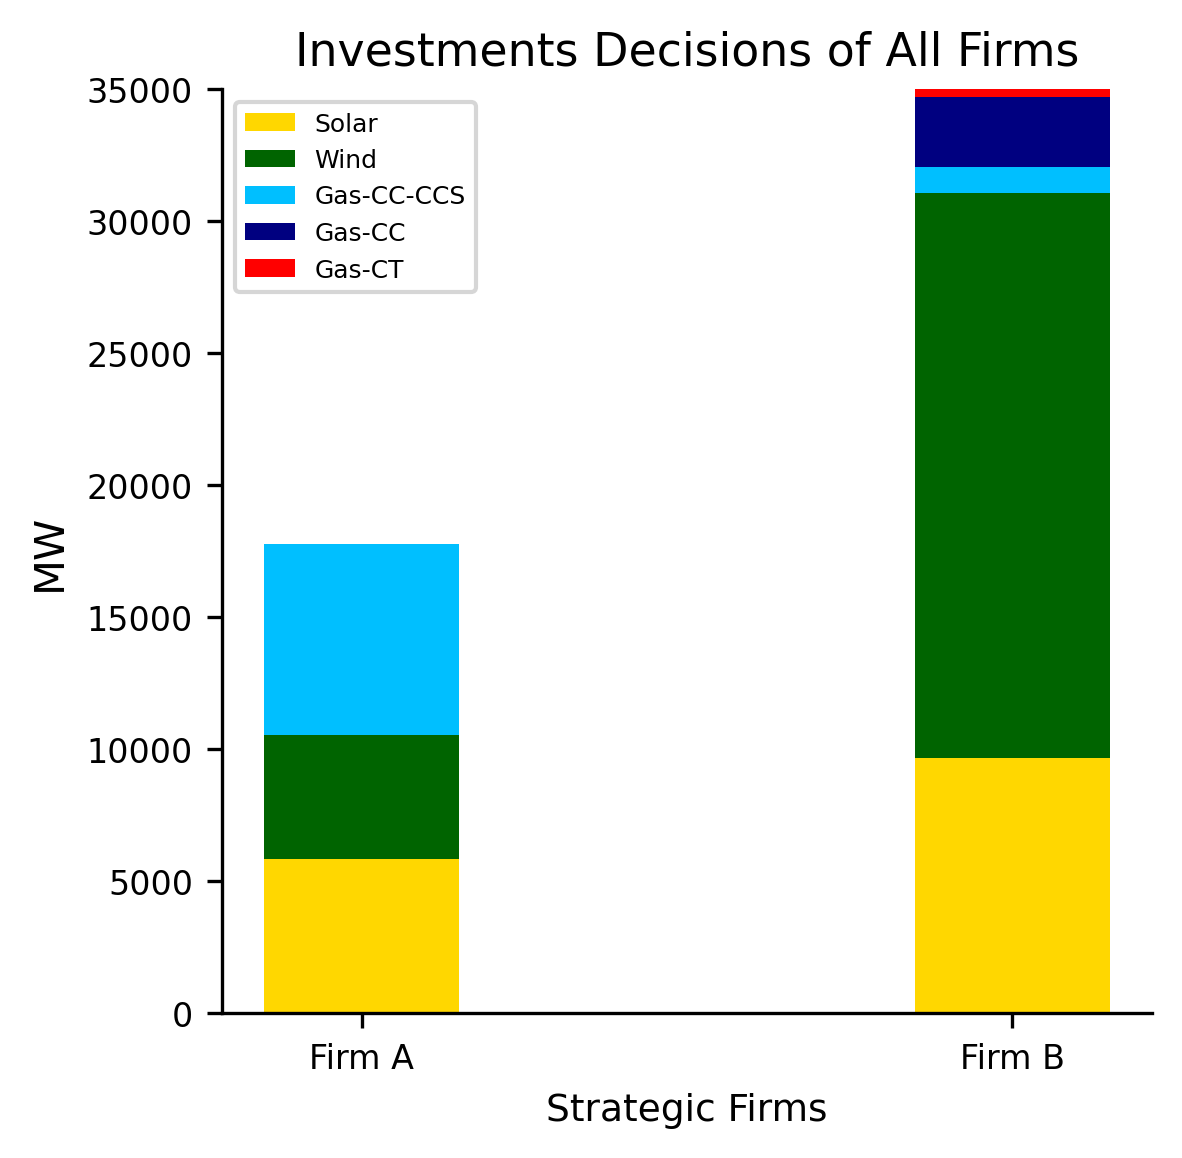 Investments Decisions of All Firms
35000
30000
25000
20000
15000
10000
5000
0
MW
Solar
Wind
Gas-CC-CCS
Gas-CC
Gas-CT
Firm A
Firm B
Strategic Firms